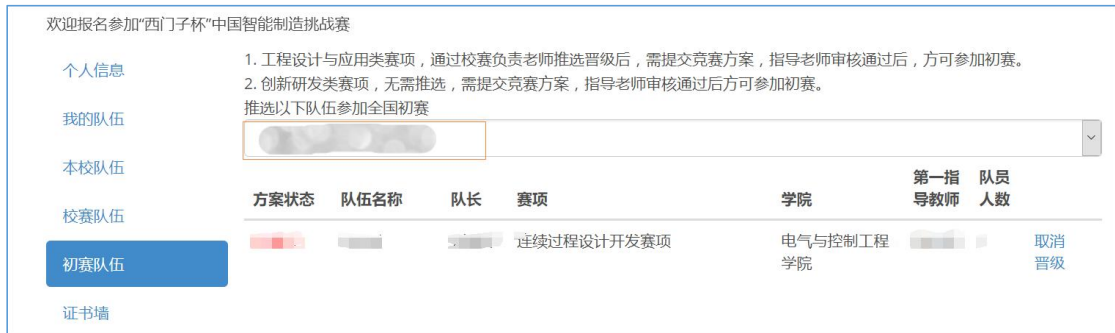 欢迎报名参加“西门子杯”中国智能制造挑战赛
个人信息
我的队伍
本校队伍
校赛队伍
初赛队伍
证书墙
1. 工程设计与应用类赛项，通过校赛负责老师推选晋级后，需提交竞赛方案，指导老师审核通过后，方可参加初赛。
2. 创新研发类赛项，无需推选，需提交竞赛方案，指导老师审核通过后方可参加初赛。
推选以下队伍参加全国初赛
方案状态 队伍名称 队长 赛项 学院 第一指导教师 队员人数
连续过程设计开发赛项 电气与控制工程学院 取消晋级